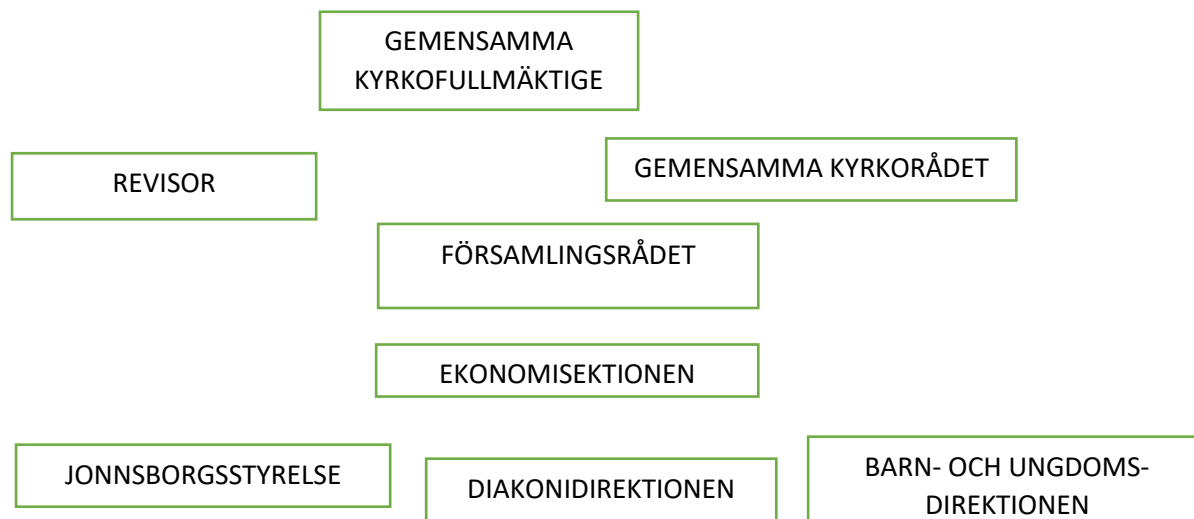 GEMENSAMMA
KYRKOFULLMÄKTIGE
GEMENSAMMA KYRKORÅDET
REVISOR
FÖRSAMLINGSRÅDET
EKONOMISEKTIONEN
JONNSBORGSSTYRELSE
DIAKONIDIREKTIONEN
BARN- OCH UNGDOMS-
DIREKTIONEN